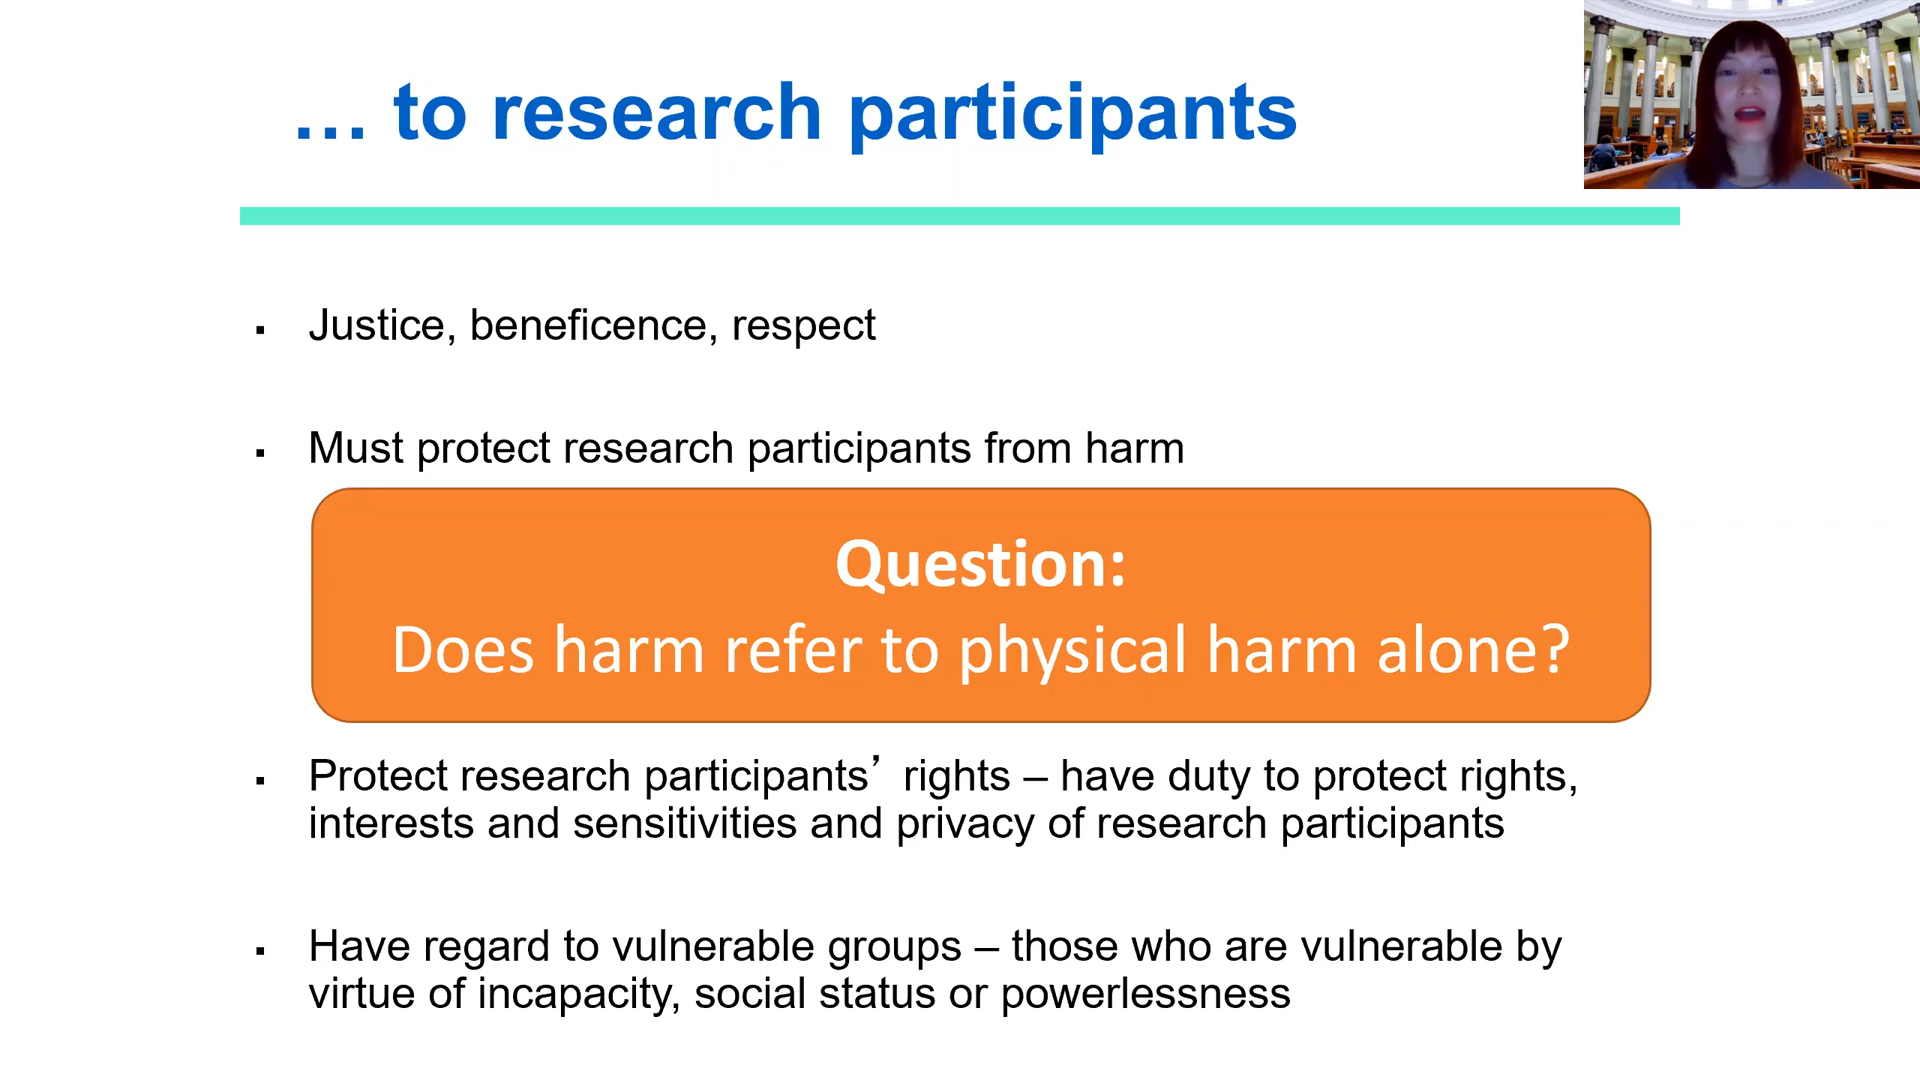 … to research participants
▪ Justice, beneficence, respect
▪ Must protect research participants from harm
Question:
Does harm refer to physical harm alone?
▪ Protect research participants’ rights – have duty to protect rights,
interests and sensitivities and privacy of research participants
▪ Have regard to vulnerable groups – those who are vulnerable by
virtue of incapacity, social status or powerlessness